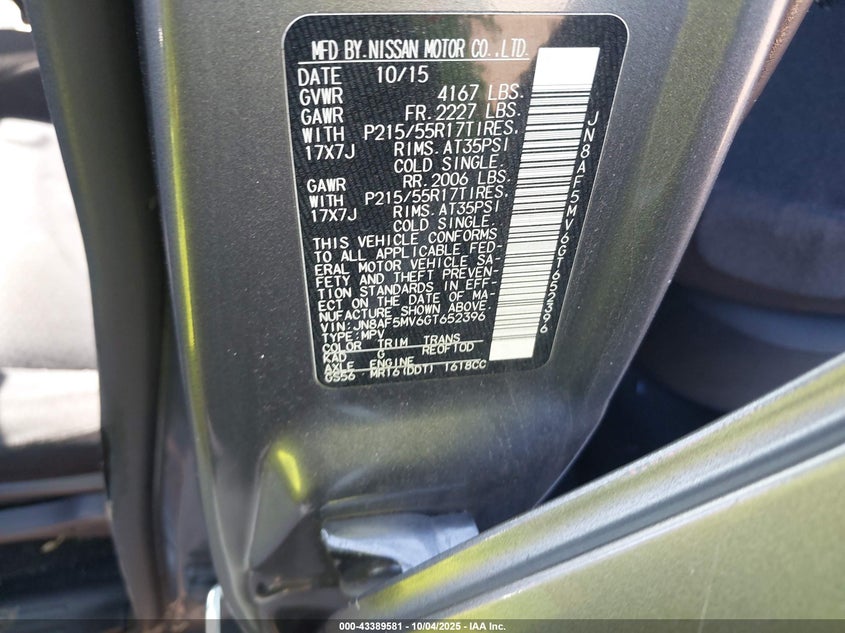 MFD BY.NISSAN MOTOR CO.,LTD.
DATE 10/15
GVWR 4167 LBS.
GAWR FR.2227 LBS.
WITH P215/55R17TIRES.
17X7J RIMS.AT35PSI
COLD SINGLE.
GAWR RR.2006 LBS.
WITH P215/55R17TIRES.
17X7J RIMS.AT35PSI
COLD SINGLE.
THIS VEHICLE CONFORMS
TO ALL APPLICABLE FED-
ERAL MOTOR VEHICLE SA-
FETY AND THEFT PREVEN-
TION STANDARDS IN EFF-
ECT ON THE DATE OF MA-
NUFACTURE SHOWN ABOVE.
VIN:JN8AF5MV6GT652396
TYPE:MPV
COLOR TRIM TRANS
KAD G RE0F10D
AXLE ENGINE
GS56 MR16(DDT) 1618CC
JN8AF5MV6GT652396
000-43389581 - 10/04/2025 - IAA Inc.